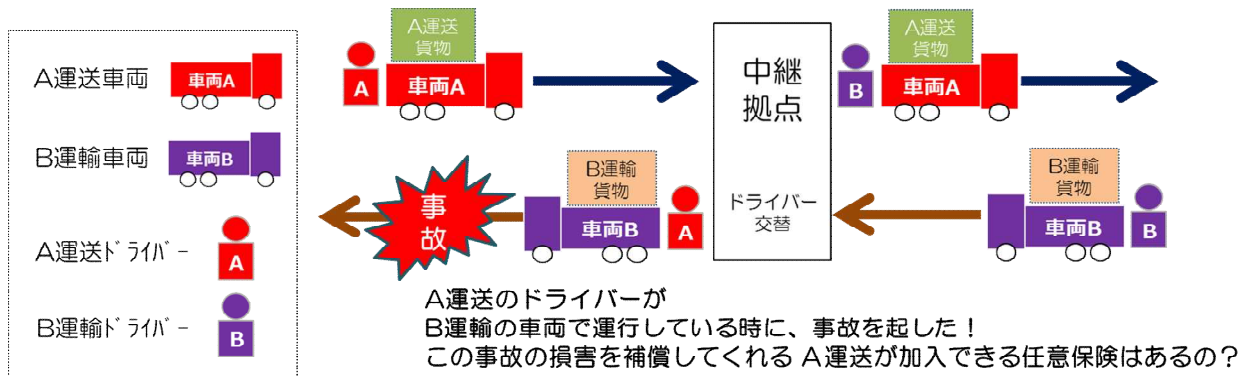 A運送車両
車両A
B運輸車両
車両B
A運送ﾄﾞﾗｲﾊﾞｰ
A
B運輸ﾄﾞﾗｲﾊﾞｰ
B
A運送
貨物
A
車両A
中継
拠点
ドライバー
交替
A運送
貨物
B
車両A
事故
B運輸
貨物
車両B
A
B運輸
貨物
車両B
B
A運送のドライバーが
B運輸の車両で運行している時に、事故を起した！
この事故の損害を補償してくれる A運送が加入できる任意保険はあるの？